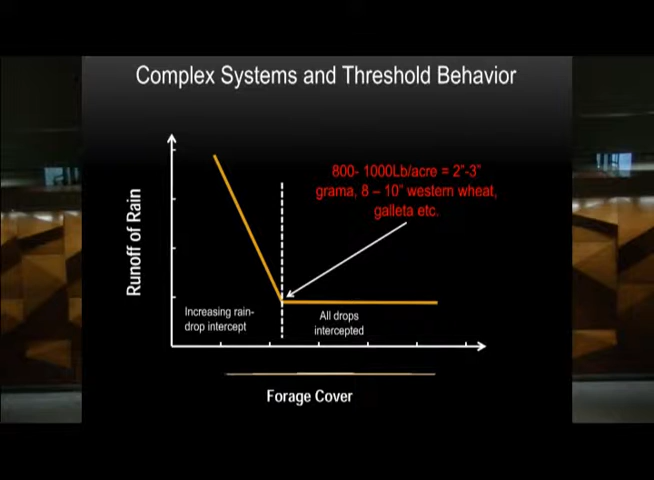 Complex Systems and Threshold Behavior
800- 1000Lb/acre = 2"-3"
grama, 8 – 10" western wheat,
galleta etc.
Runoff of Rain
Increasing rain-
drop intercept
All drops
intercepted
Forage Cover